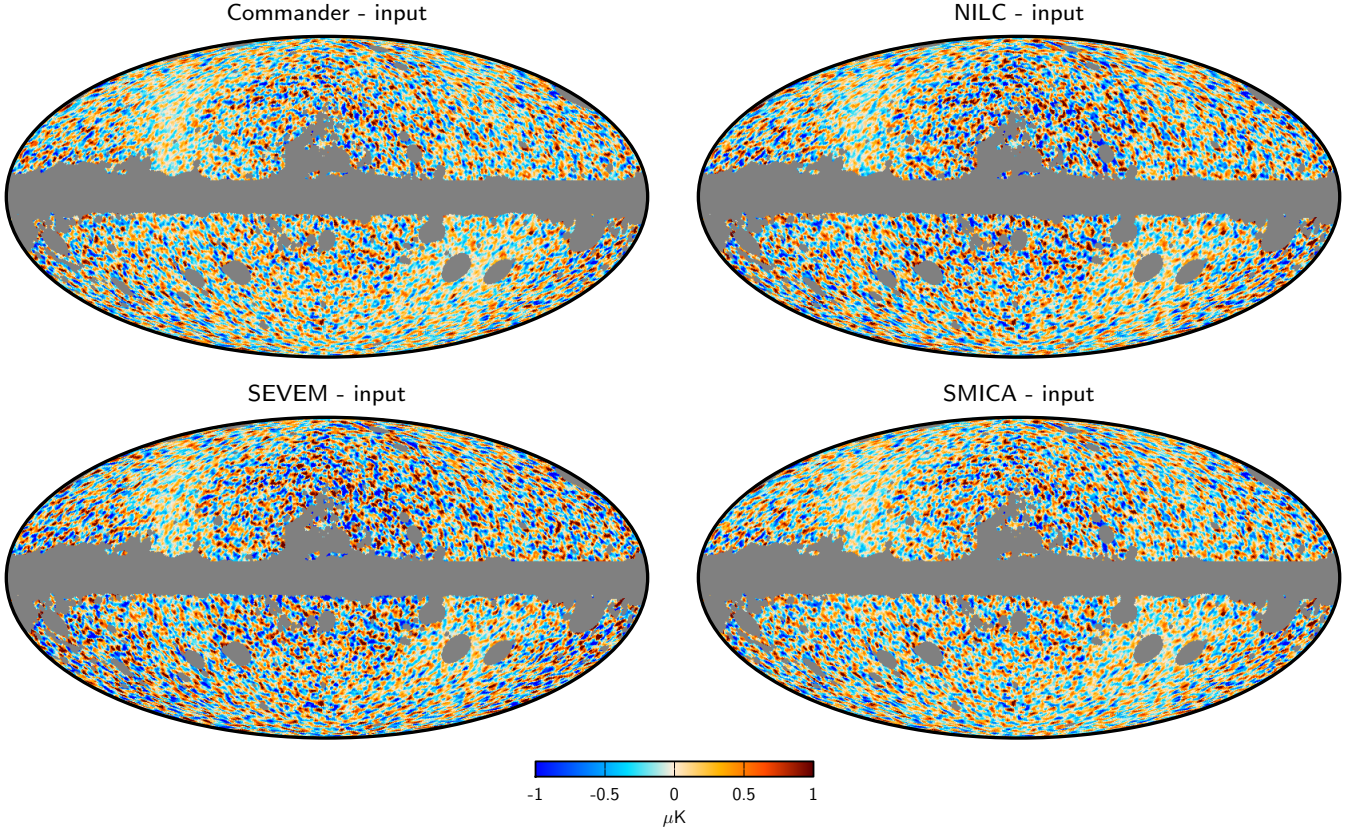 Commander - input
NILC - input
SEVEM - input
SMICA - input
-1 -0.5 0 0.5 1
μK